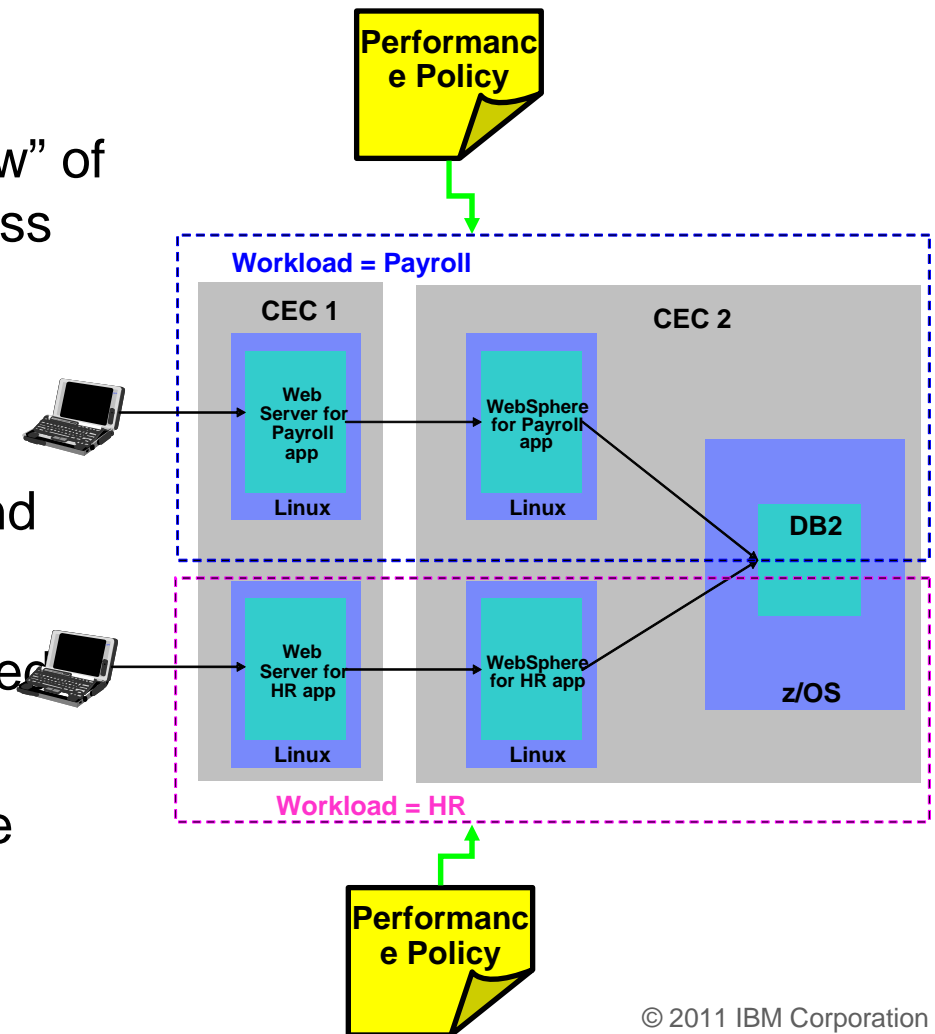 Performanc
e Policy
w” of
ss
Workload = Payroll
CEC 1
CEC 2
Web
Server for
Payroll
app
Linux
WebSphere
for Payroll
app
Linux
nd
DB2
Web
Server for
HR app
Linux
WebSphere
for HR app
Linux
z/OS
ec
Workload = HR
e
Performanc
e Policy
© 2011 IBM Corporation